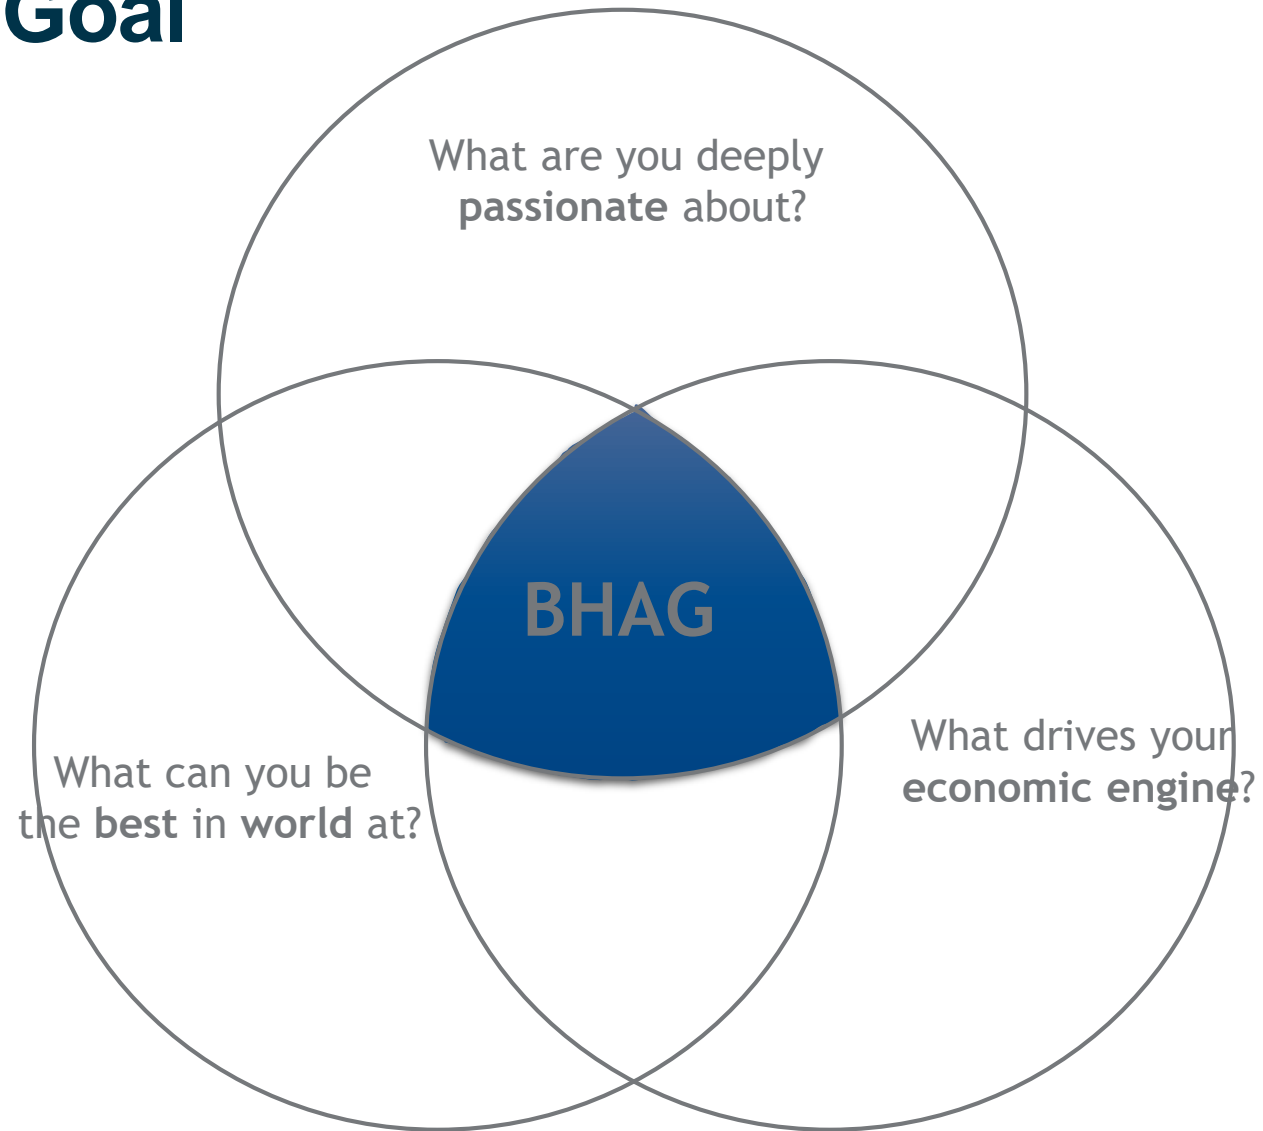 Goal
What are you deeply
passionate about?
BHAG
What can you be
the best in world at?
What drives your
economic engine?